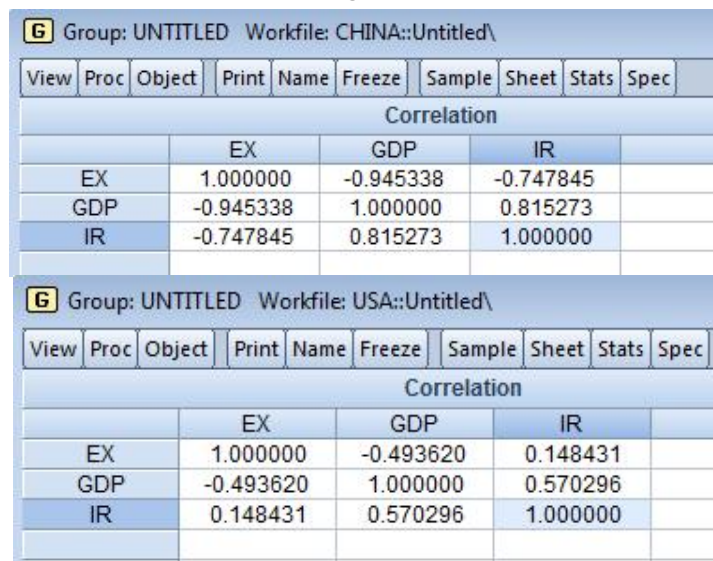 G Group: UNTITLED Workfile: CHINA::Untitled\
View Proc Object Print Name Freeze Sample Sheet Stats Spec
Correlation
EX GDP IR
EX 1.000000 -0.945338 -0.747845
GDP -0.945338 1.000000 0.815273
IR -0.747845 0.815273 1.000000
G Group: UNTITLED Workfile: USA::Untitled\
View Proc Object Print Name Freeze Sample Sheet Stats Spec
Correlation
EX GDP IR
EX 1.000000 -0.493620 0.148431
GDP -0.493620 1.000000 0.570296
IR 0.148431 0.570296 1.000000